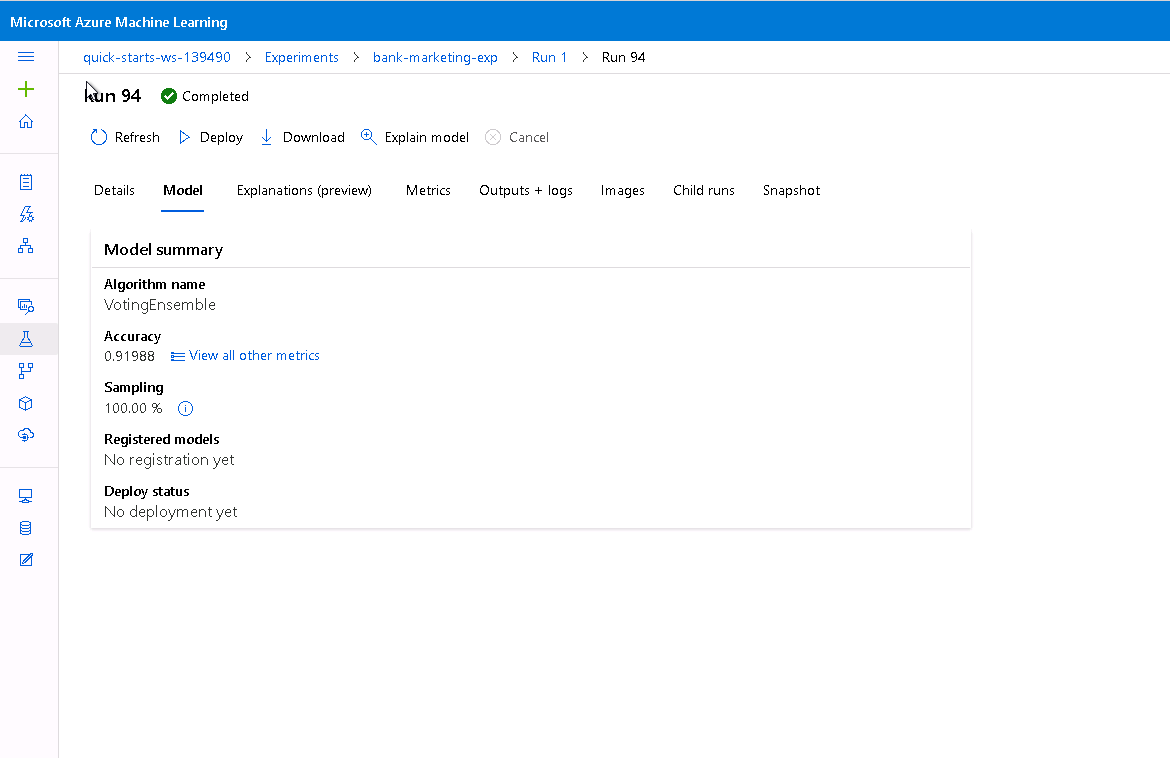 Microsoft Azure Machine Learning
quick-starts-ws-139490 > Experiments > bank-marketing-exp > Run 1 > Run 94
Run 94 Completed
Refresh Deploy Download Explain model Cancel
Details Model Explanations (preview) Metrics Outputs + logs Images Child runs Snapshot
Model summary
Algorithm name
VotingEnsemble
Accuracy
0.91988 View all other metrics
Sampling
100.00 %
Registered models
No registration yet
Deploy status
No deployment yet